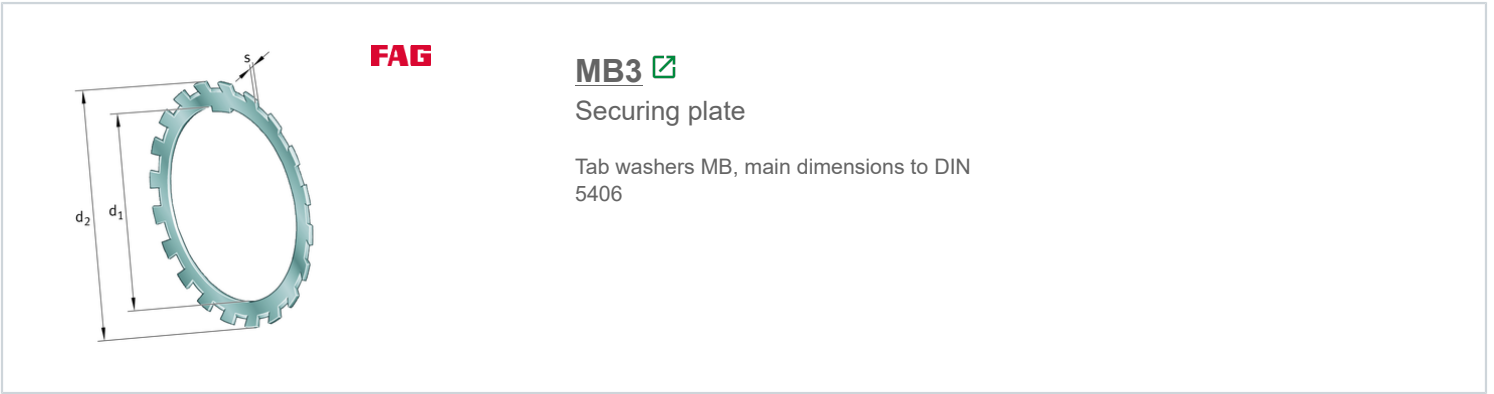 s
FAG
d2
d1
MB3
Securing plate
Tab washers MB, main dimensions to DIN
5406